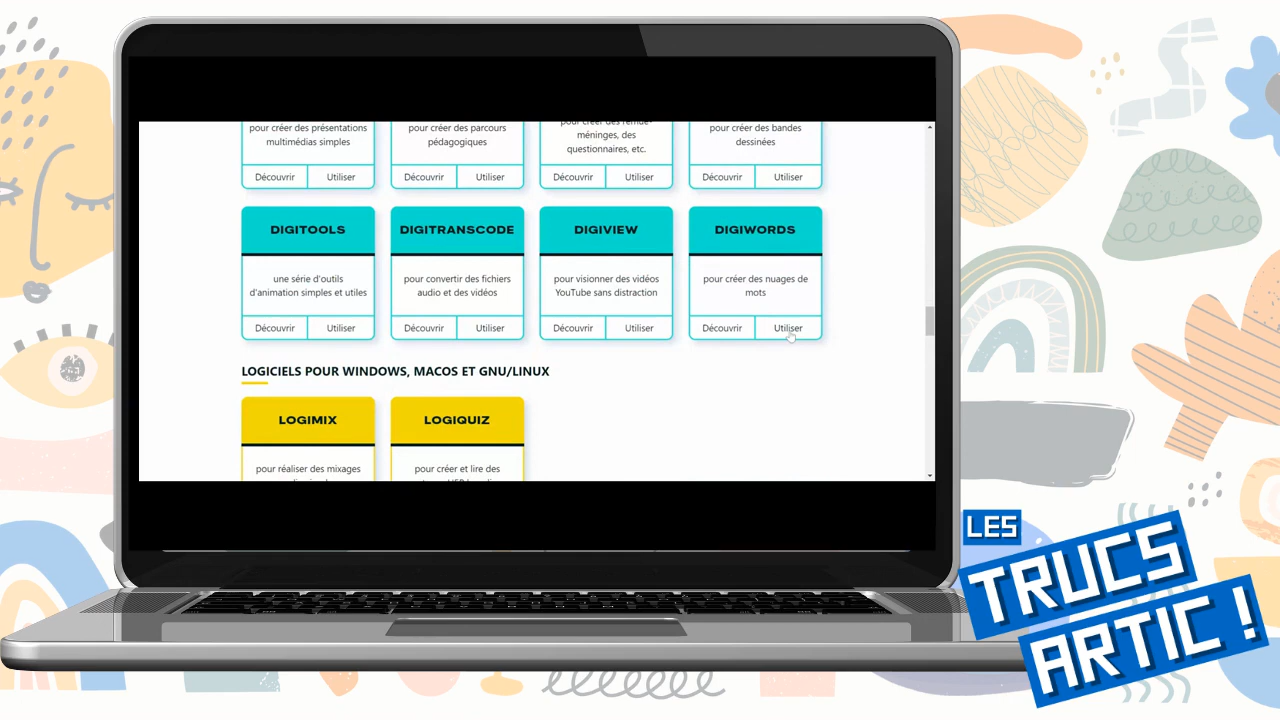 pour créer des présentations
multimédias simples
Découvrir Utiliser
pour créer des parcours
pédagogiques
Découvrir Utiliser
pour créer des remue-
méninges, des
questionnaires, etc.
Découvrir Utiliser
pour créer des bandes
dessinées
Découvrir Utiliser
DIGITOOLS
une série d'outils
d'animation simples et utiles
Découvrir Utiliser
DIGITRANSCODE
pour convertir des fichiers
audio et des vidéos
Découvrir Utiliser
DIGIVIEW
pour visionner des vidéos
YouTube sans distraction
Découvrir Utiliser
DIGIWORDS
pour créer des nuages de
mots
Découvrir Utiliser
LOGICIELS POUR WINDOWS, MACOS ET GNU/LINUX
LOGIMIX
pour réaliser des mixages
LOGIQUIZ
pour créer et lire des
LES
TRUCS
ARTIC !